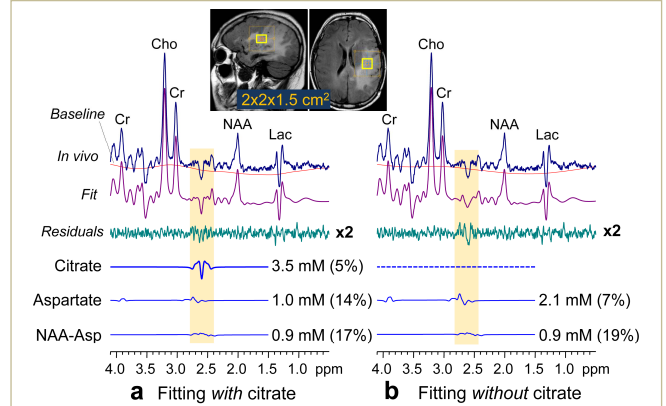 2x2x1.5 cm²
Cho
Cr
Cr
NAA
Lac
Baseline
In vivo
Fit
Residuals
x2
Citrate
3.5 mM (5%)
Aspartate
1.0 mM (14%)
NAA-Asp
0.9 mM (17%)
4.0 3.5 3.0 2.5 2.0 1.5 1.0 ppm
a Fitting with citrate
Cho
Cr
Cr
NAA
Lac
x2
2.1 mM (7%)
0.9 mM (19%)
4.0 3.5 3.0 2.5 2.0 1.5 1.0 ppm
b Fitting without citrate